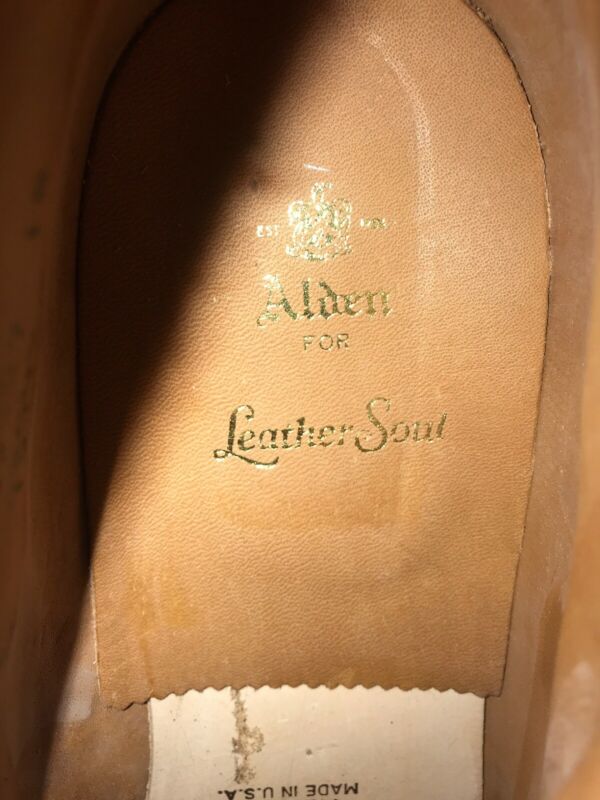 EST
Alden
FOR
Leather Soul
MADE IN U.S.A.